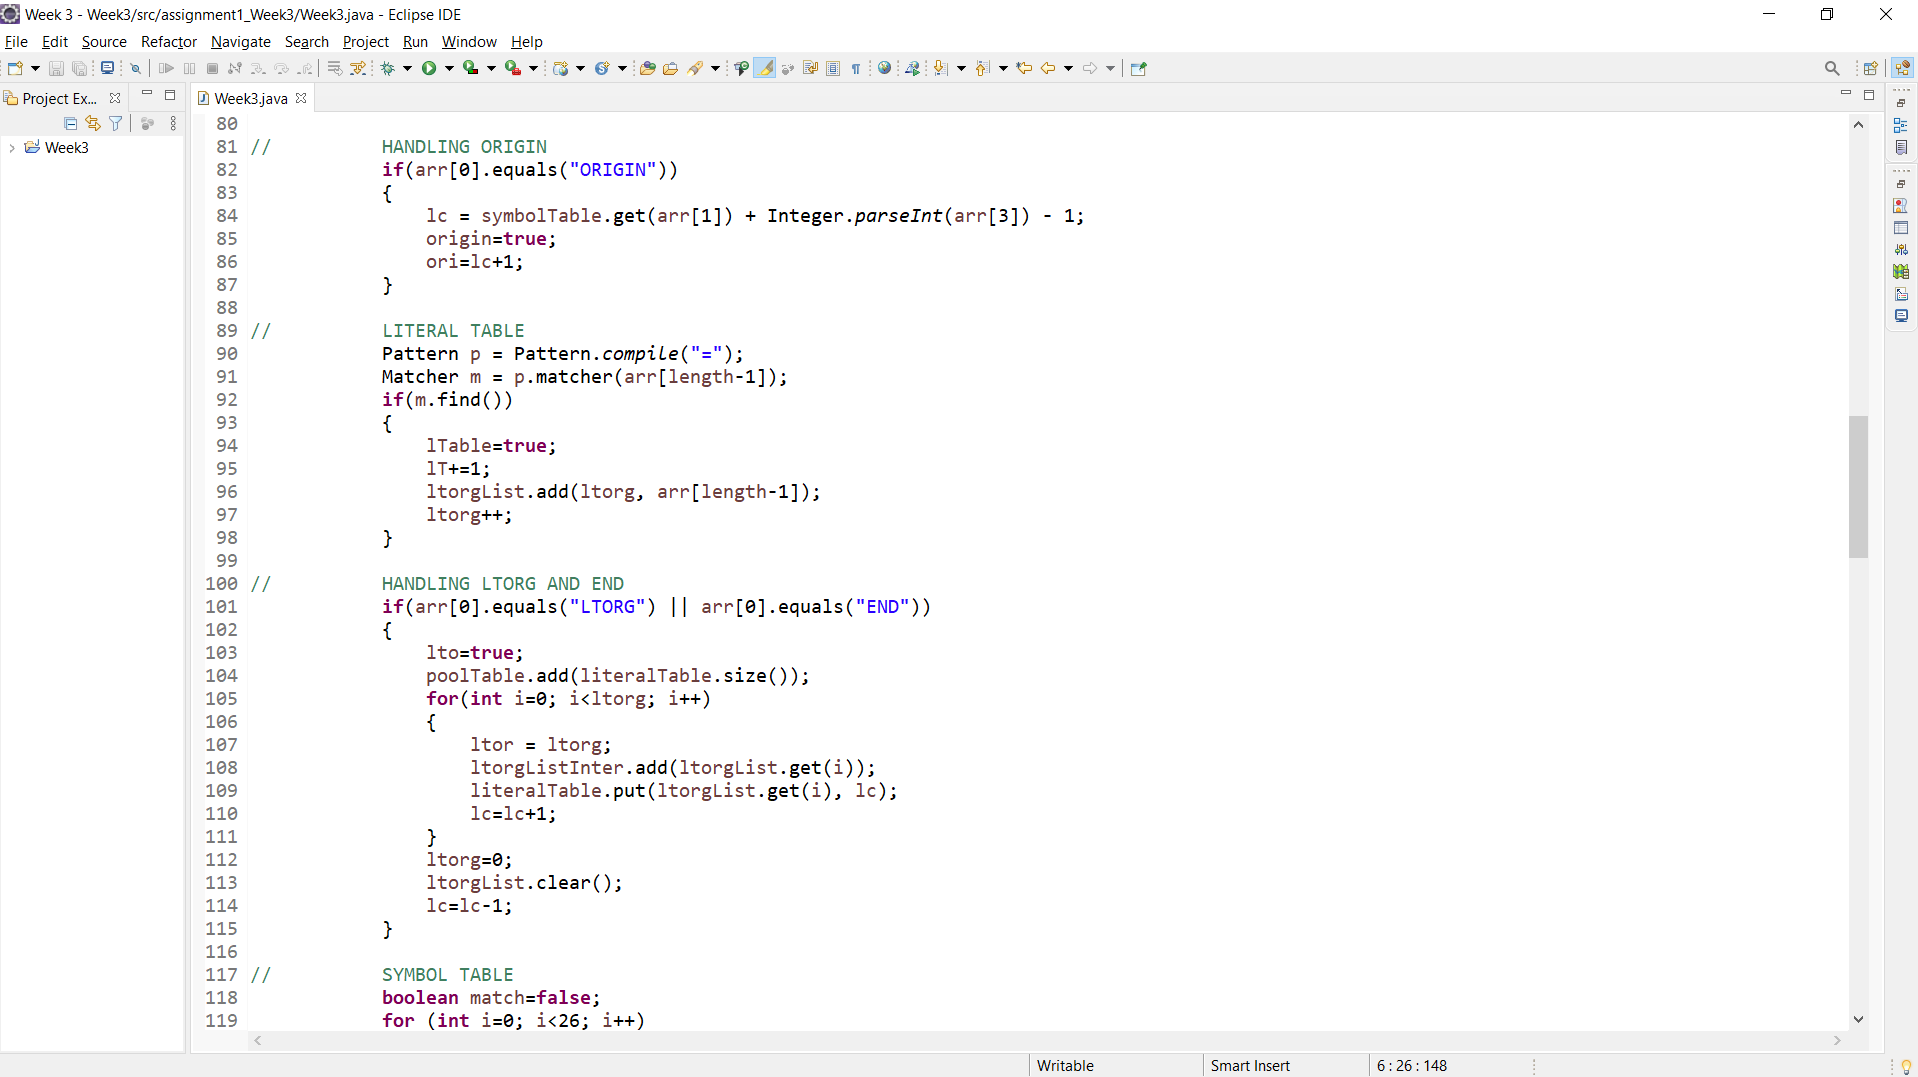 Week 3 - Week3/src/assignment1_Week3/Week3.java - Eclipse IDE
File Edit Source Refactor Navigate Search Project Run Window Help
Project Ex...
Week3
Week3.java
80
81 // HANDLING ORIGIN
82 if(arr[0].equals("ORIGIN"))
83 {
84 lc = symbolTable.get(arr[1]) + Integer.parseInt(arr[3]) - 1;
85 origin=true;
86 ori=lc+1;
87 }
88
89 // LITERAL TABLE
90 Pattern p = Pattern.compile("=");
91 Matcher m = p.matcher(arr[length-1]);
92 if(m.find())
93 {
94 lTable=true;
95 lT+=1;
96 ltorgList.add(ltorg, arr[length-1]);
97 ltorg++;
98 }
99
100 // HANDLING LTORG AND END
101 if(arr[0].equals("LTORG") || arr[0].equals("END"))
102 {
103 lto=true;
104 poolTable.add(literalTable.size());
105 for(int i=0; i<ltorg; i++)
106 {
107 ltor = ltorg;
108 ltorgListInter.add(ltorgList.get(i));
109 literalTable.put(ltorgList.get(i), lc);
110 lc=lc+1;
111 }
112 ltorg=0;
113 ltorgList.clear();
114 lc=lc-1;
115 }
116
117 // SYMBOL TABLE
118 boolean match=false;
119 for (int i=0; i<26; i++)
Writable Smart Insert 6 : 26 : 148